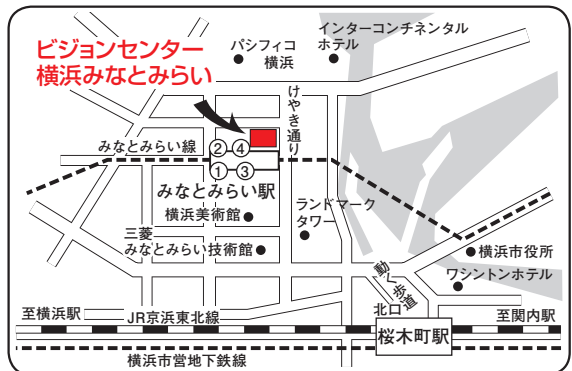 インターコンチネンタル
ホテル
パシフィコ
横浜
ビジョンセンター
横浜みなとみらい
けやき通り
みなとみらい線
② ④
① ③
みなとみらい駅
横浜美術館
ランドマーク
タワー
三菱
みなとみらい技術館
横浜市役所
動く歩道
ワシントンホテル
北口
至横浜駅
JR京浜東北線
至関内駅
桜木町駅
横浜市営地下鉄線